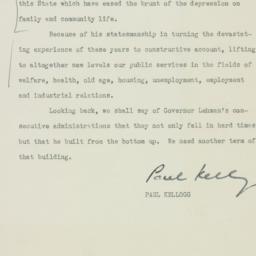 this State which have eased the brunt of the depression on
family and community life.
Because of his statesmanship in turning the devastat-
ing experience of these years to constructive account, lifting
to altogether new levels our public services in the fields of
welfare, health, old age, housing, unemployment, employment
and industrial relations.
Looking back, we shall say of Governor Lehman's con-
secutive administrations that they not only fell in hard times
but that he built from the bottom up. We need another term of
that building.
Paul Kellogg
PAUL KELLOGG